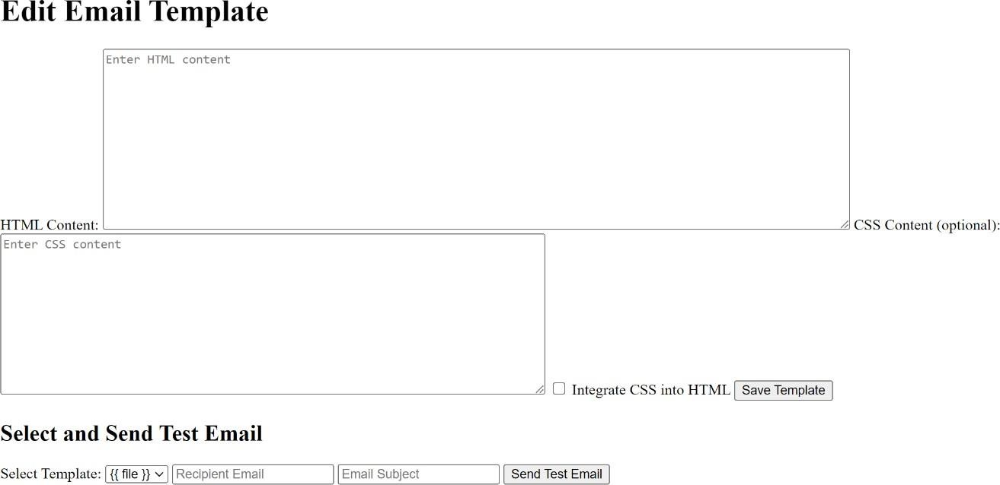 Edit Email Template
Enter HTML content
HTML Content:
CSS Content (optional):
Enter CSS content
Integrate CSS into HTML
Save Template
Select and Send Test Email
Select Template: {{ file }} Recipient Email Email Subject Send Test Email